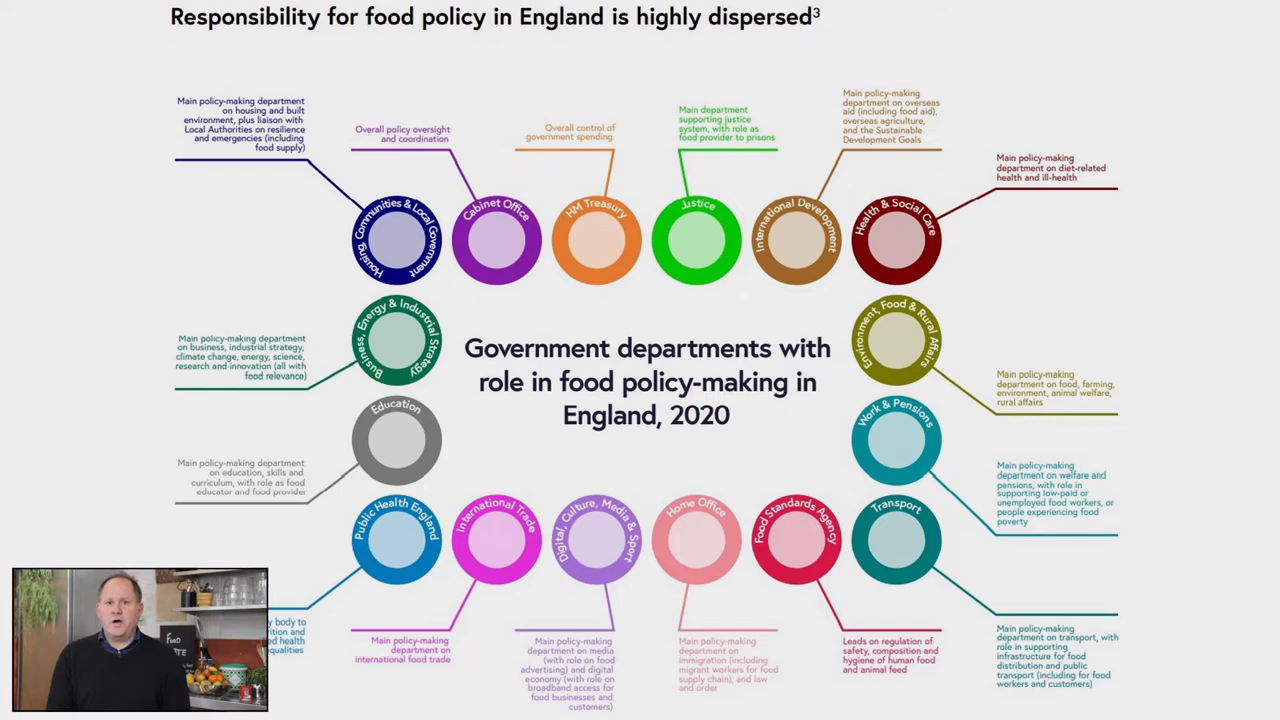 Responsibility for food policy in England is highly dispersed³
Main policy-making department
on housing and built
environment, plus liaison with
Local Authorities on resilience
and emergencies (including
food supply)
Overall policy oversight
and coordination
Overall control of
government spending
Main department
supporting justice
system, with role as
food provider to prisons
Main policy-making
department on overseas
aid (including food aid),
overseas agriculture,
and the Sustainable
Development Goals
Main policy-making
department on diet-related
health and ill-health
Housing, Communities & Local Government
Cabinet Office
HM Treasury
Justice
International Development
Health & Social Care
Main policy-making department
on business, industrial strategy,
climate change, energy, science,
research and innovation (all with
food relevance)
Business, Energy & Industrial Strategy
Government departments with
role in food policy-making in
England, 2020
Environment, Food & Rural Affairs
Main policy-making
department on food, farming,
environment, animal welfare,
rural affairs
Education
Main policy-making department
on education, skills and
curriculum, with role as food
educator and food provider
Work & Pensions
Main policy-making
department on welfare and
pensions, with role in
supporting low-paid or
unemployed food workers, or
people experiencing food
poverty
Public Health England
International Trade
Digital, Culture, Media & Sport
Home Office
Food Standards Agency
Transport
body to
and
health
Main policy-making
department on
international food trade
Main policy-making
department on media
(with role on food
advertising) and digital
economy (with role on
broadband access for
food businesses and
customers)
Main policy-making
department on
immigration (including
migrant workers for food
supply chain), and law
and order
Leads on regulation of
safety, composition and
hygiene of human food
and animal feed
Main policy-making
department on transport, with
role in supporting
infrastructure for food
distribution and public
transport (including for food
workers and customers)
FOOD